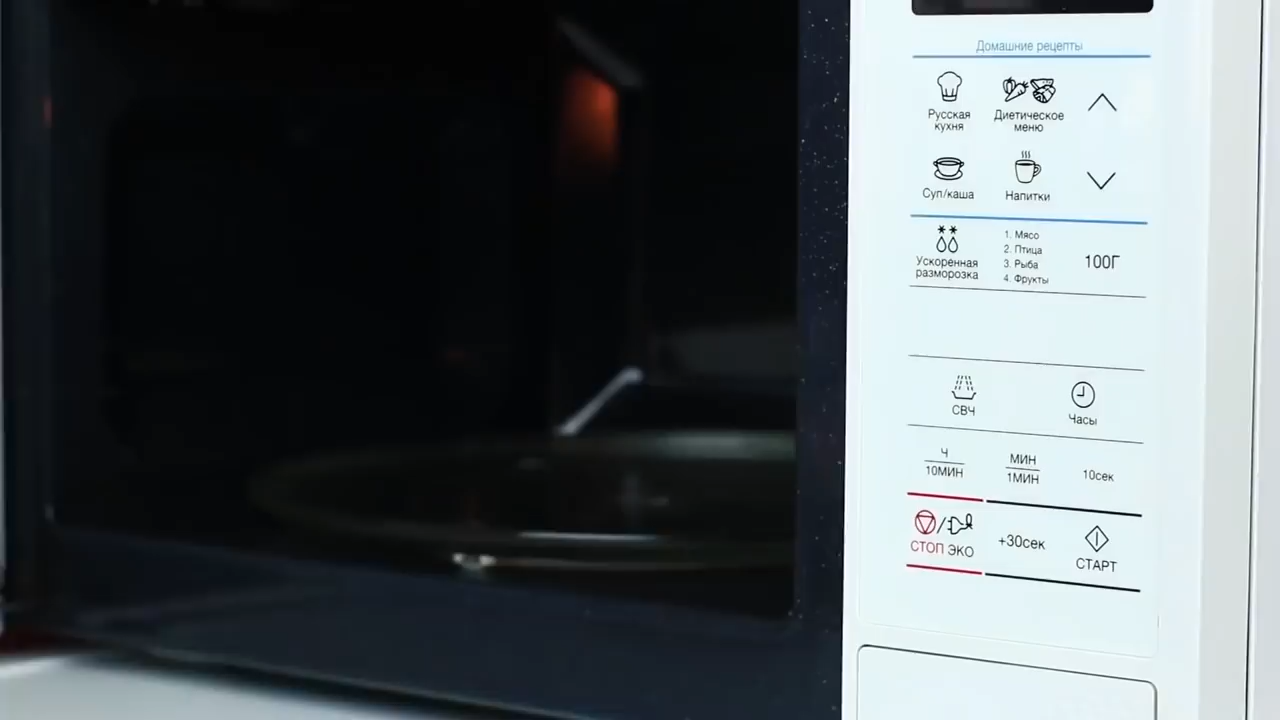 Домашние рецепты
Русская
кухня
Диетическое
меню
Суп/каша
Напитки
Ускоренная
разморозка
1. Мясо
2. Птица
3. Рыба
4. Фрукты
100Г
СВЧ
Часы
Ч
10МИН
МИН
1МИН
10сек
СТОП ЭКО
+30сек
СТАРТ